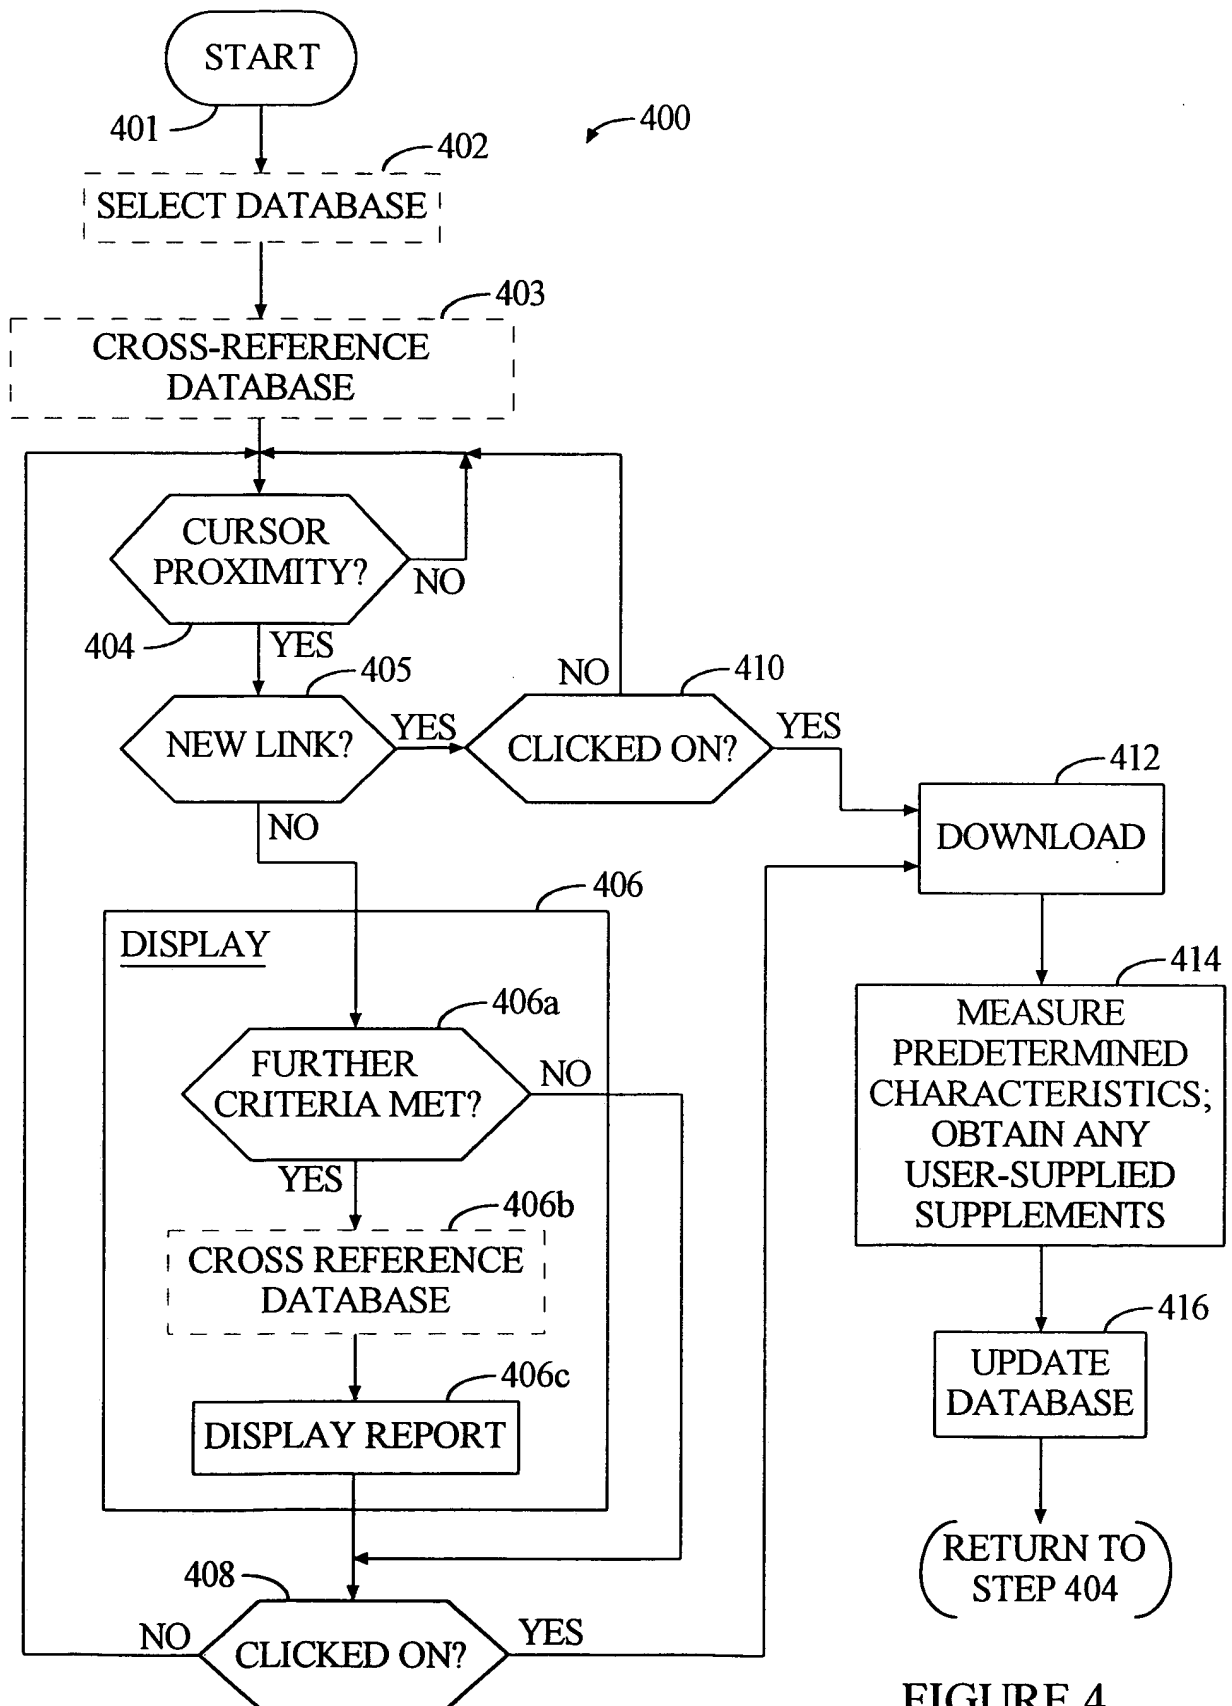 START
401
400
402
SELECT DATABASE
403
CROSS-REFERENCE
DATABASE
CURSOR
PROXIMITY?
NO
404
YES
405
NEW LINK?
YES
NO
410
CLICKED ON?
YES
412
DOWNLOAD
NO
406
DISPLAY
406a
FURTHER
CRITERIA MET?
NO
YES
406b
CROSS REFERENCE
DATABASE
406c
DISPLAY REPORT
408
NO
CLICKED ON?
YES
414
MEASURE
PREDETERMINED
CHARACTERISTICS;
OBTAIN ANY
USER-SUPPLIED
SUPPLEMENTS
416
UPDATE
DATABASE
RETURN TO
STEP 404
FIGURE 4